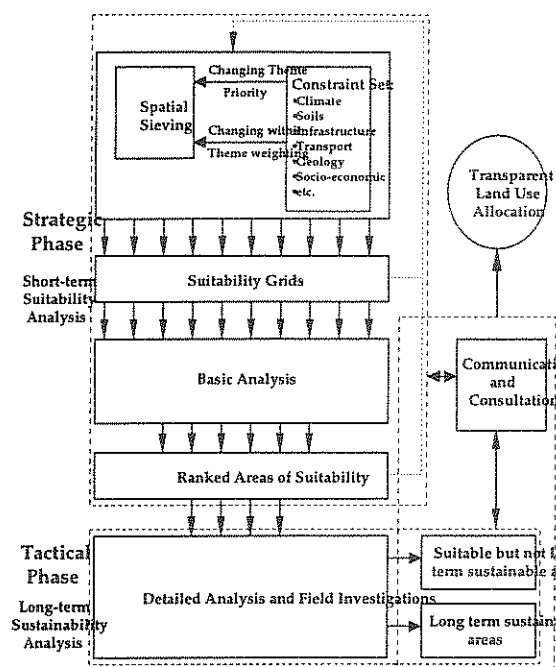 Changing Theme
Priority
Constraint Set:
•Climate
•Soils
Infrastructure
•Transport
•Geology
•Socio-economic
•etc.
Spatial
Sieving
Changing within
Theme weighting
Transparent
Land Use
Allocation
Strategic
Phase
Short-term
Suitability
Analysis
Suitability Grids
Basic Analysis
Communicati
and
Consultation
Ranked Areas of Suitability
Tactical
Phase
Long-term
Sustainability
Analysis
Detailed Analysis and Field Investigations
Suitable but not
term sustainable a
Long term sustain
areas